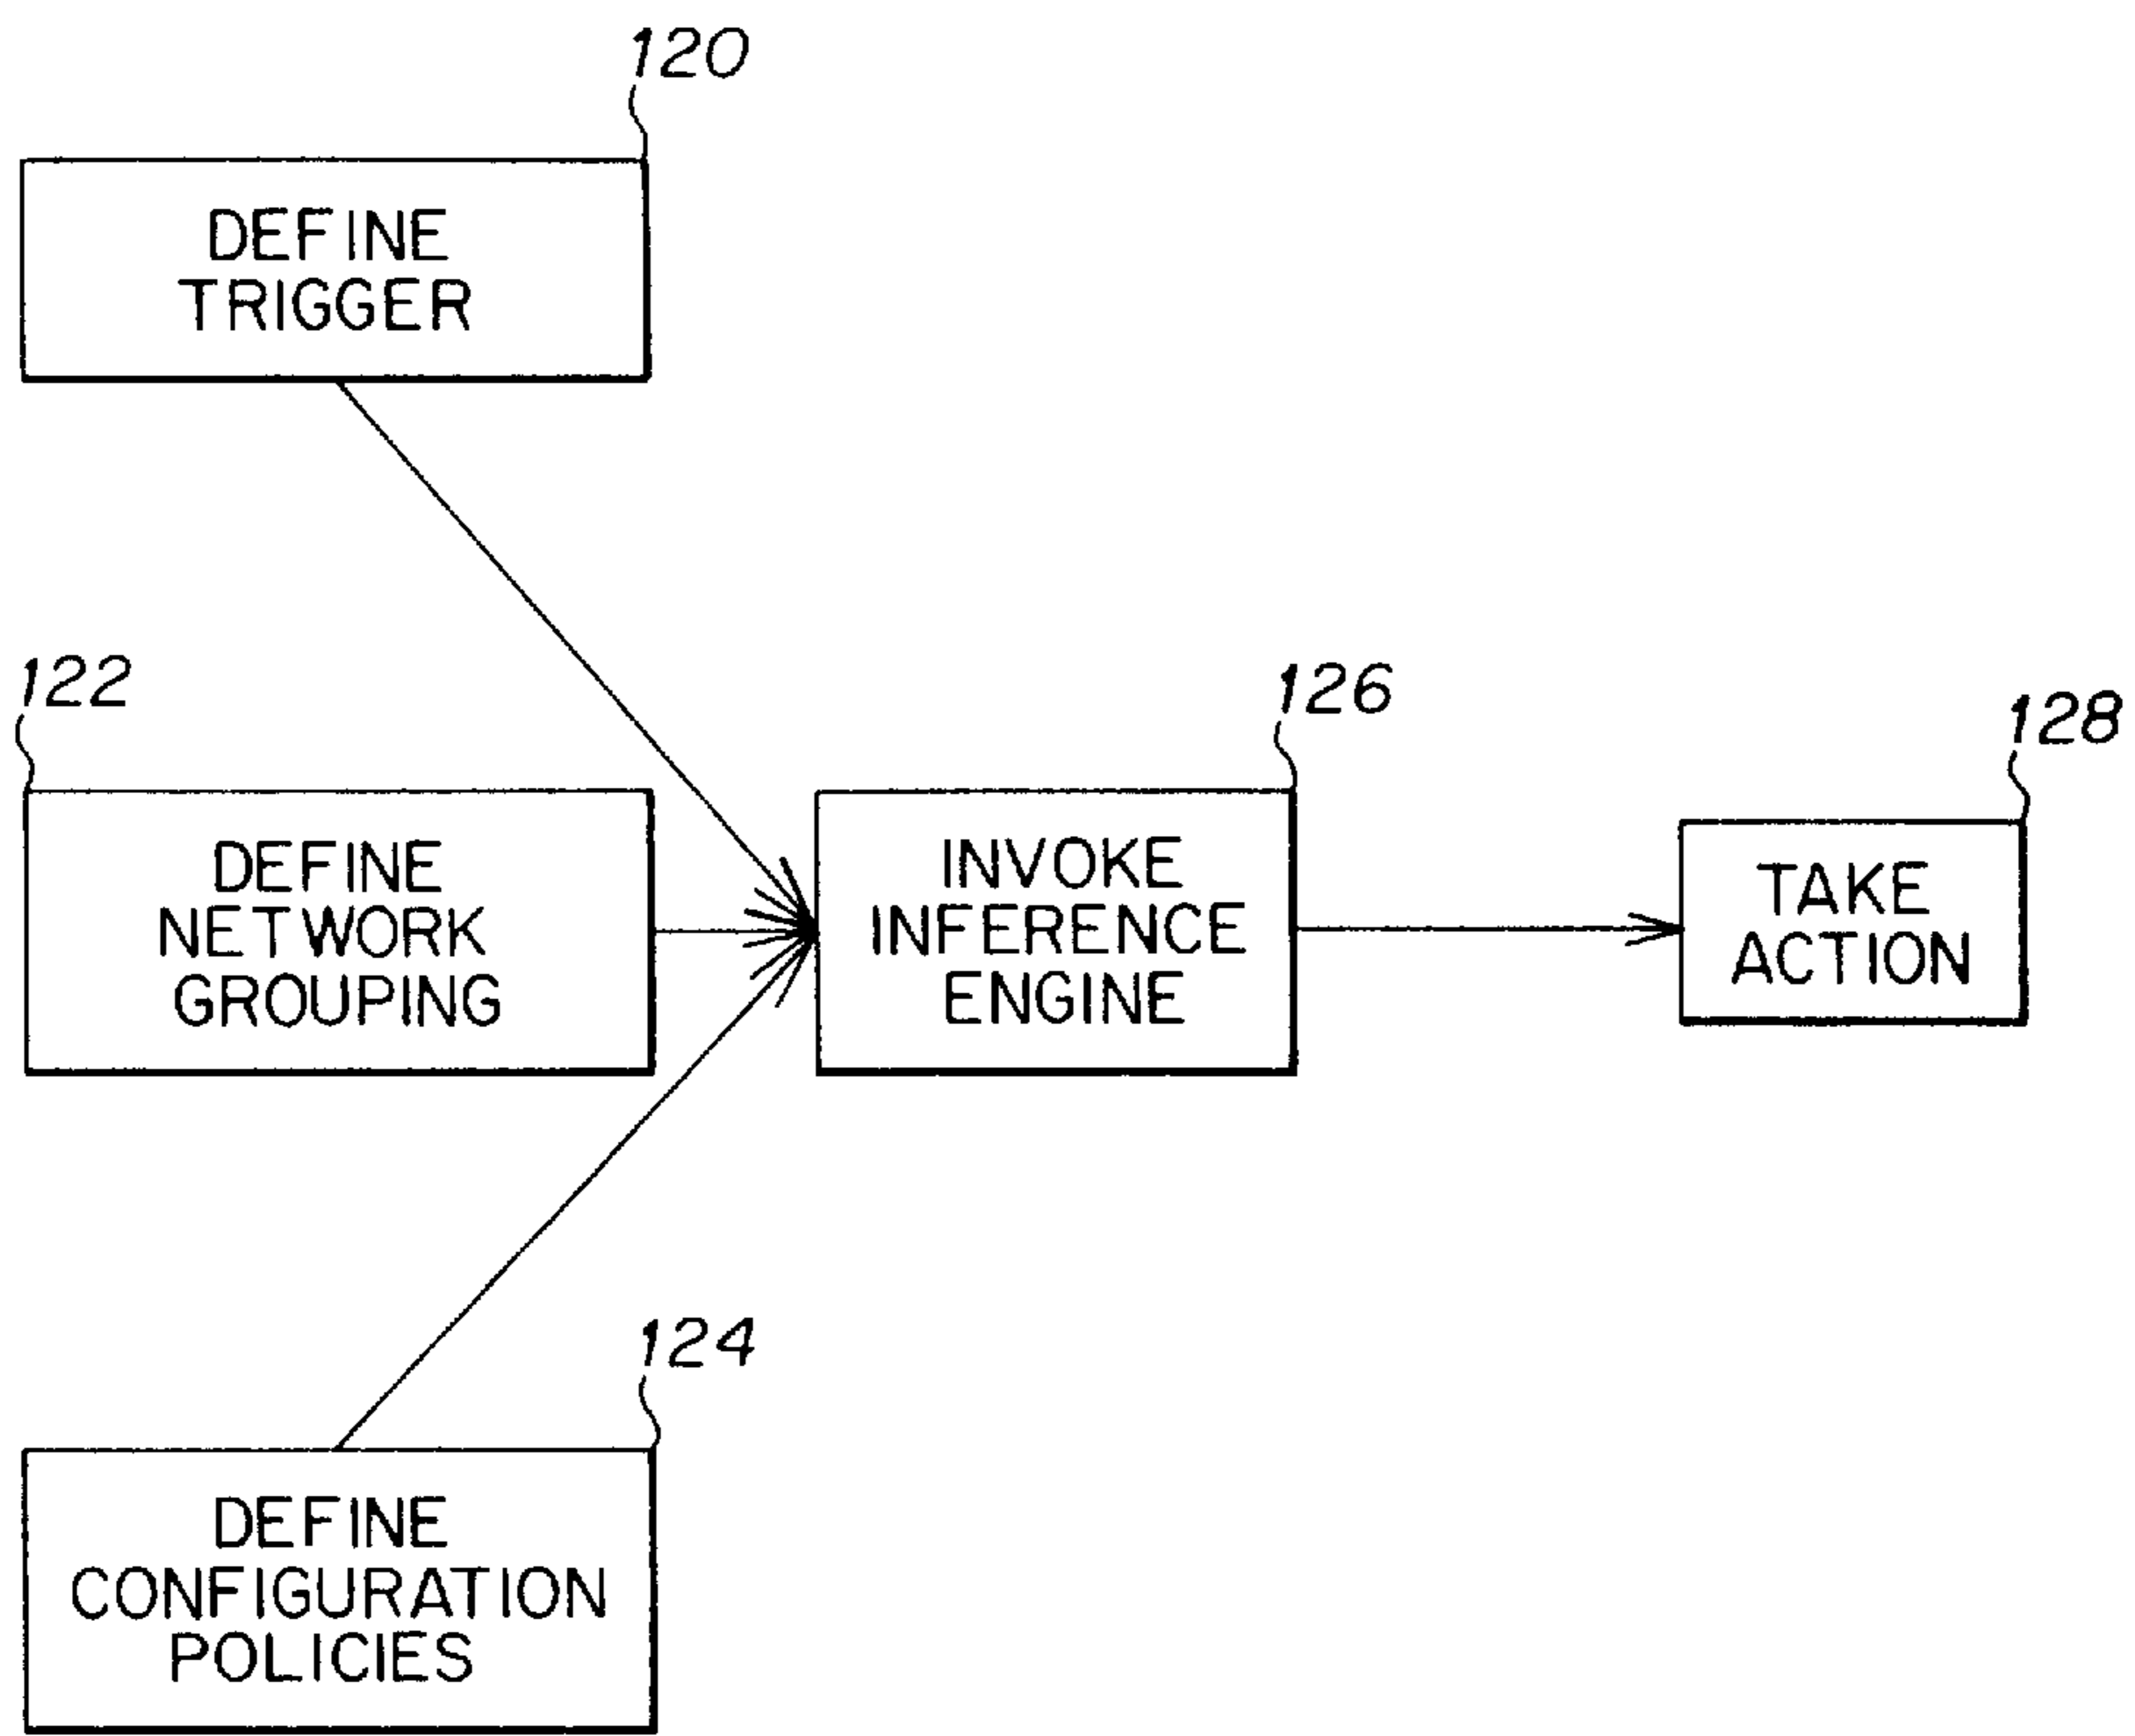 120
DEFINE
TRIGGER
122
DEFINE
NETWORK
GROUPING
126
INVOKE
INFERENCE
ENGINE
128
TAKE
ACTION
124
DEFINE
CONFIGURATION
POLICIES